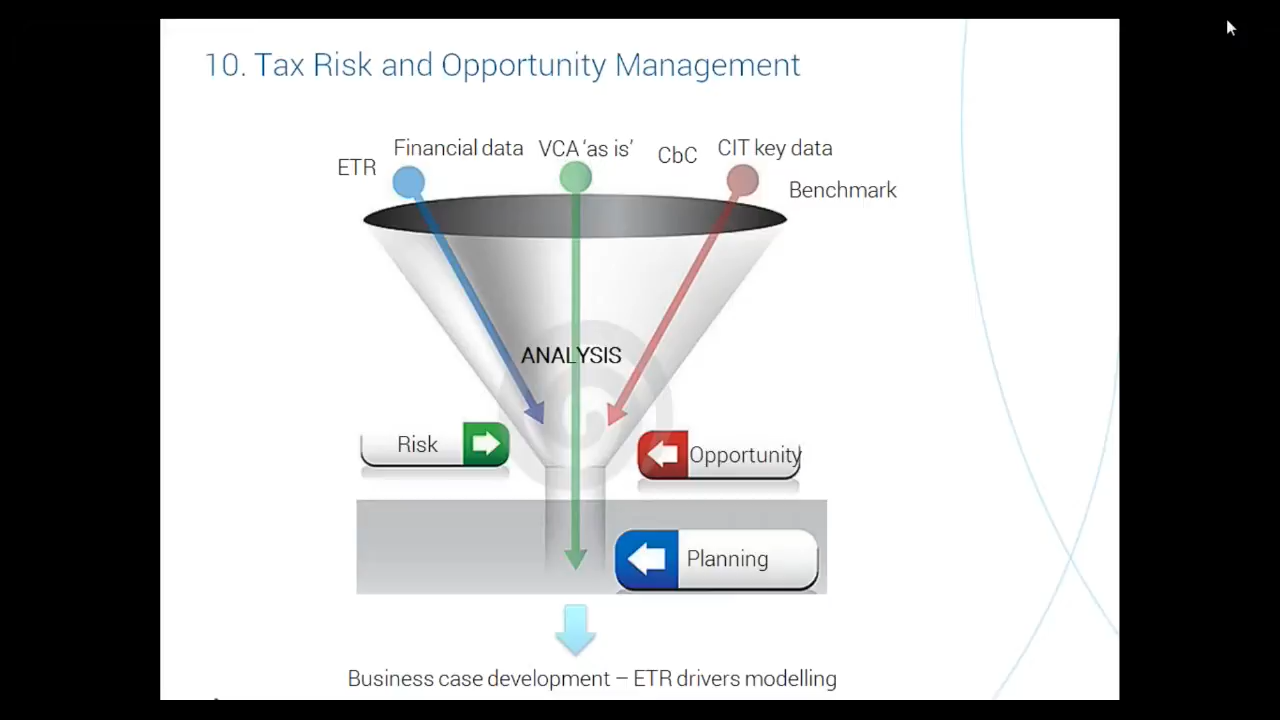 10. Tax Risk and Opportunity Management
Financial data
VCA 'as is'
CIT key data
ETR
CbC
Benchmark
ANALYSIS
Risk
Opportunity
Planning
Business case development – ETR drivers modelling